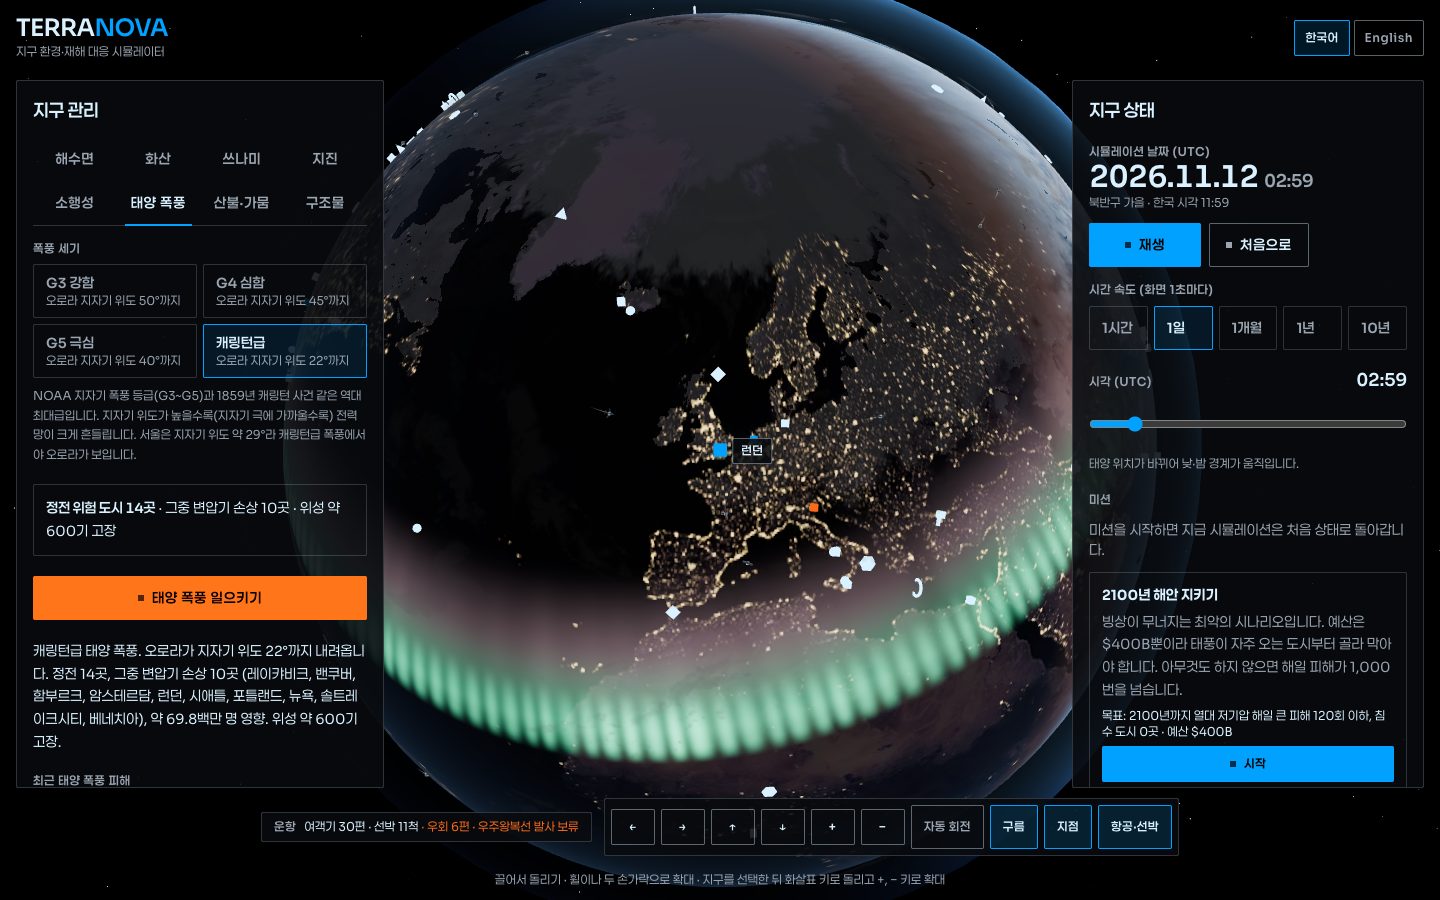 TERRANOVA
지구 환경·재해 대응 시뮬레이터
한국어
English
지구 관리
해수면
화산
쓰나미
지진
소행성
태양 폭풍
산불·가뭄
구조물
폭풍 세기
G3 강함
오로라 지자기 위도 50°까지
G4 심함
오로라 지자기 위도 45°까지
G5 극심
오로라 지자기 위도 40°까지
캐링턴급
오로라 지자기 위도 22°까지
NOAA 지자기 폭풍 등급(G3~G5)과 1859년 캐링턴 사건 같은 역대
최대급입니다. 지자기 위도가 높을수록(지자기 극에 가까울수록) 전력
망이 크게 흔들립니다. 서울은 지자기 위도 약 29°라 캐링턴급 폭풍에서
야 오로라가 보입니다.
정전 위험 도시 14곳 · 그중 변압기 손상 10곳 · 위성 약
600기 고장
태양 폭풍 일으키기
캐링턴급 태양 폭풍. 오로라가 지자기 위도 22°까지 내려옵니
다. 정전 14곳, 그중 변압기 손상 10곳 (레이캬비크, 밴쿠버,
함부르크, 암스테르담, 런던, 시애틀, 포틀랜드, 뉴욕, 솔트레
이크시티, 베네치아), 약 69.8백만 명 영향. 위성 약 600기
고장.
최근 태양 폭풍 피해
런던
지구 상태
시뮬레이션 날짜 (UTC)
2026.11.12 02:59
북반구 가을 · 한국 시각 11:59
재생
처음으로
시간 속도 (화면 1초마다)
1시간
1일
1개월
1년
10년
시각 (UTC)
02:59
태양 위치가 바뀌어 낮·밤 경계가 움직입니다.
미션
미션을 시작하면 지금 시뮬레이션은 처음 상태로 돌아갑니
다.
2100년 해안 지키기
빙상이 무너지는 최악의 시나리오입니다. 예산은
$400B뿐이라 태풍이 자주 오는 도시부터 골라 막아
야 합니다. 아무것도 하지 않으면 해일 피해가 1,000
번을 넘습니다.
목표: 2100년까지 열대 저기압 해일 큰 피해 120회 이하, 침
수 도시 0곳 · 예산 $400B
시작
운항 여객기 30편 · 선박 11척 · 우회 6편 · 우주왕복선 발사 보류
←
→
↑
↓
+
−
자동 회전
구름
지점
항공·선박
끌어서 돌리기 · 휠이나 두 손가락으로 확대 · 지구를 선택한 뒤 화살표 키로 돌리고 +, − 키로 확대